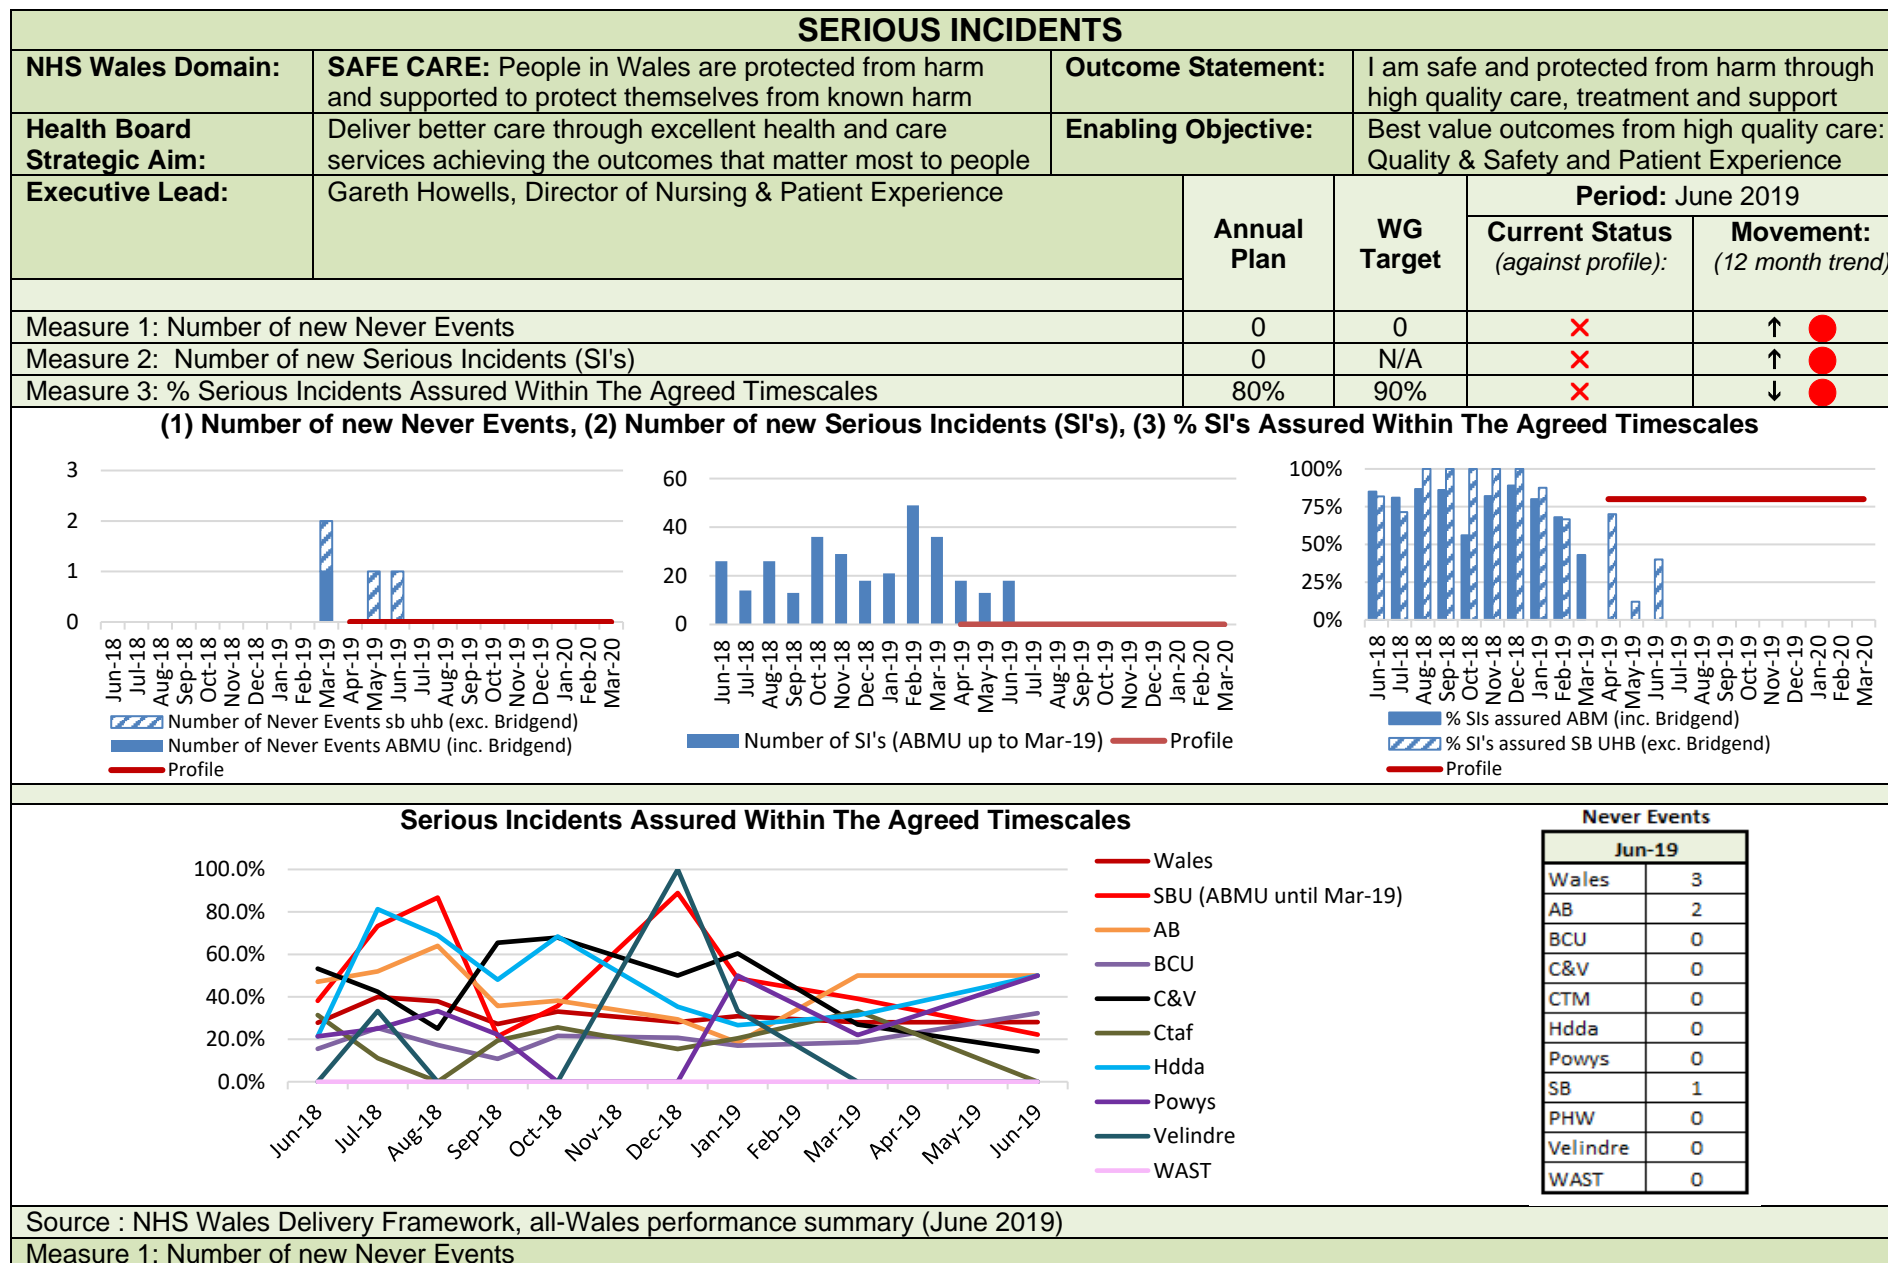 SERIOUS INCIDENTS
NHS Wales Domain:
SAFE CARE: People in Wales are protected from harm
and supported to protect themselves from known harm
Outcome Statement:
I am safe and protected from harm through
high quality care, treatment and support
Health Board
Strategic Aim:
Deliver better care through excellent health and care
services achieving the outcomes that matter most to people
Enabling Objective:
Best value outcomes from high quality care:
Quality & Safety and Patient Experience
Executive Lead:
Gareth Howells, Director of Nursing & Patient Experience
Annual
Plan
WG
Target
Period: June 2019
Current Status
(against profile):
Movement:
(12 month trend)
Measure 1: Number of new Never Events 0 0 × ↑
Measure 2: Number of new Serious Incidents (SI's) 0 N/A × ↑
Measure 3: % Serious Incidents Assured Within The Agreed Timescales 80% 90% × ↓
(1) Number of new Never Events, (2) Number of new Serious Incidents (SI's), (3) % SI's Assured Within The Agreed Timescales
3
2
1
0
Jun-18
Jul-18
Aug-18
Sep-18
Oct-18
Nov-18
Dec-18
Jan-19
Feb-19
Mar-19
Apr-19
May-19
Jun-19
Jul-19
Aug-19
Sep-19
Oct-19
Nov-19
Dec-19
Jan-20
Feb-20
Mar-20
Number of Never Events sb uhb (exc. Bridgend)
Number of Never Events ABMU (inc. Bridgend)
Profile
60
40
20
0
Jun-18
Jul-18
Aug-18
Sep-18
Oct-18
Nov-18
Dec-18
Jan-19
Feb-19
Mar-19
Apr-19
May-19
Jun-19
Jul-19
Aug-19
Sep-19
Oct-19
Nov-19
Dec-19
Jan-20
Feb-20
Mar-20
Number of SI's (ABMU up to Mar-19)
Profile
100%
75%
50%
25%
0%
Jun-18
Jul-18
Aug-18
Sep-18
Oct-18
Nov-18
Dec-18
Jan-19
Feb-19
Mar-19
Apr-19
May-19
Jun-19
Jul-19
Aug-19
Sep-19
Oct-19
Nov-19
Dec-19
Jan-20
Feb-20
Mar-20
% SIs assured ABM (inc. Bridgend)
% SI's assured SB UHB (exc. Bridgend)
Profile
Serious Incidents Assured Within The Agreed Timescales
100.0%
80.0%
60.0%
40.0%
20.0%
0.0%
Jun-18
Jul-18
Aug-18
Sep-18
Oct-18
Nov-18
Dec-18
Jan-19
Feb-19
Mar-19
Apr-19
May-19
Jun-19
Wales
SBU (ABMU until Mar-19)
AB
BCU
C&V
Ctaf
Hdda
Powys
Velindre
WAST
Never Events
Jun-19
Wales 3
AB 2
BCU 0
C&V 0
CTM 0
Hdda 0
Powys 0
SB 1
PHW 0
Velindre 0
WAST 0
Source : NHS Wales Delivery Framework, all-Wales performance summary (June 2019)
Measure 1: Number of new Never Events